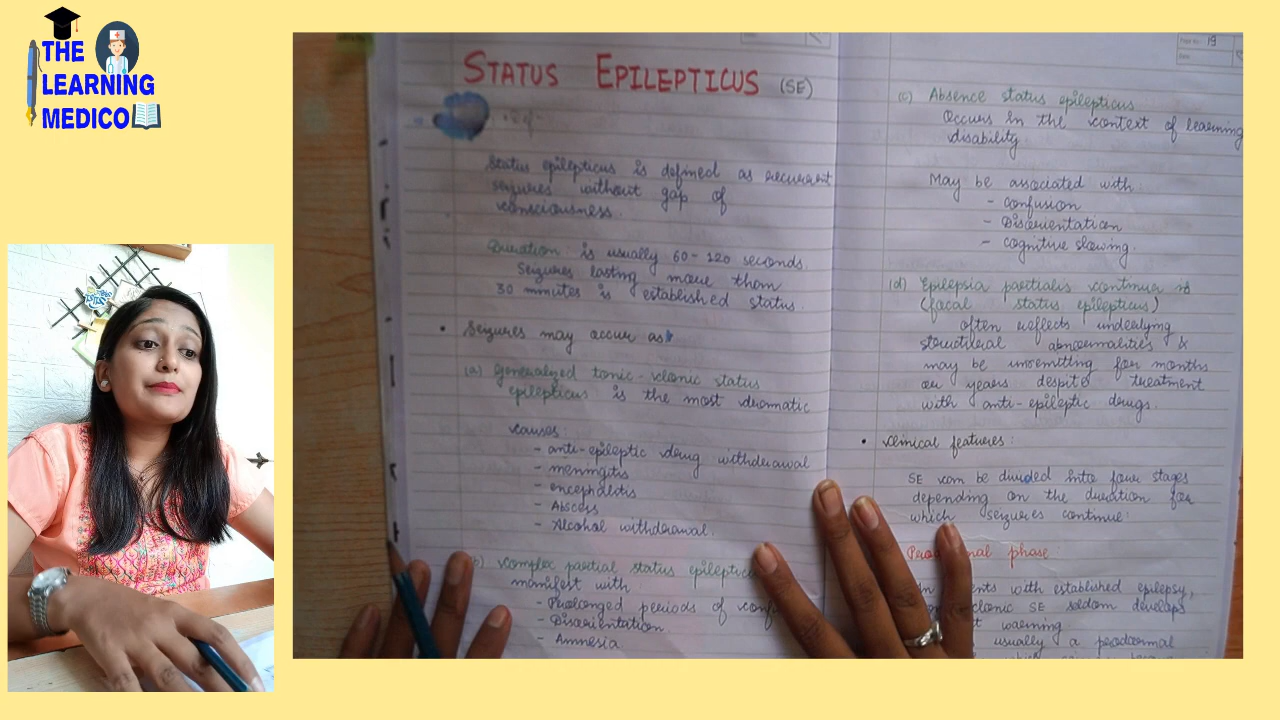 THE
LEARNING
MEDICO
STATUS EPILEPTICUS (SE)
Status epilepticus is defined as recurrent
seizures without gap of
consciousness.
Duration is usually 60-120 seconds.
Seizures lasting more than
30 minutes is established status
• Seizures may occur as
(a) Generalized tonic-clonic status
epilepticus is the most dramatic
causes:
- anti-epileptic drug withdrawal
- meningitis
- encephalitis
- Abscess
- Alcohol withdrawal.
complex partial status
manifest with
- Prolonged periods of
- Disorientation.
- Amnesia
19
(c) Absence status epilepticus
Occurs in the context of learning
disability.
May be associated with:
- confusion
- Disorientation
- cognitive slowing.
(d) Epilepsia partialis continua
(focal status epilepticus)
often reflects underlying
structural abnormalities &
may be unremitting for months
or years despite treatment
with anti-epileptic drugs.
• clinical features:
SE can be divided into four stages
depending on the duration for
which seizures continue:
phase:
with established epilepsy,
clonic SE seldom develops
warning.
usually a prodromal